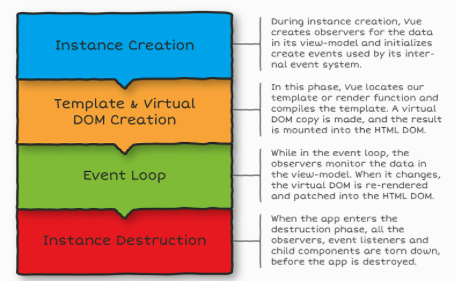 Instance Creation
During instance creation, Vue
creates observers for the data
in its view-model and initializes
create events used by its inter-
nal event system.
Template & Virtual
DOM Creation
In this phase, Vue locates our
template or render function and
compiles the template. A virtual
DOM copy is made, and the result
is mounted into the HTML DOM.
Event Loop
While in the event loop, the
observers monitor the data in
the view-model. When it changes,
the virtual DOM is re-rendered
and patched into the HTML DOM.
Instance Destruction
When the app enters the
destruction phase, all the
observers, event listeners and
child components are torn down,
before the app is destroyed.